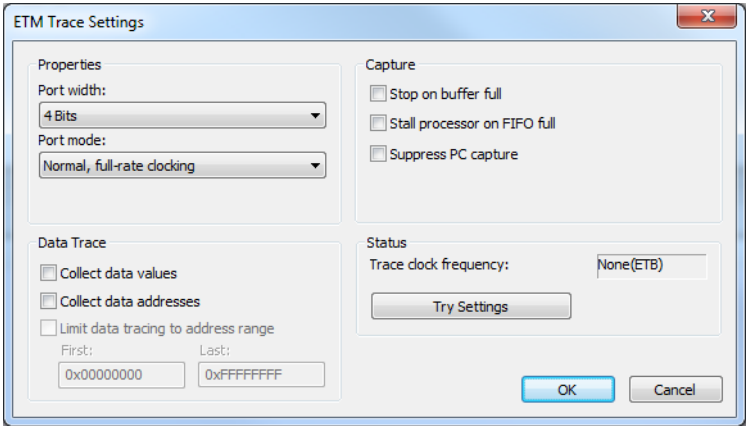 ETM Trace Settings
Properties
Port width:
4 Bits
Port mode:
Normal, full-rate clocking
Capture
Stop on buffer full
Stall processor on FIFO full
Suppress PC capture
Data Trace
Collect data values
Collect data addresses
Limit data tracing to address range
First: Last:
0x00000000 0xFFFFFFFF
Status
Trace clock frequency: None(ETB)
Try Settings
OK Cancel